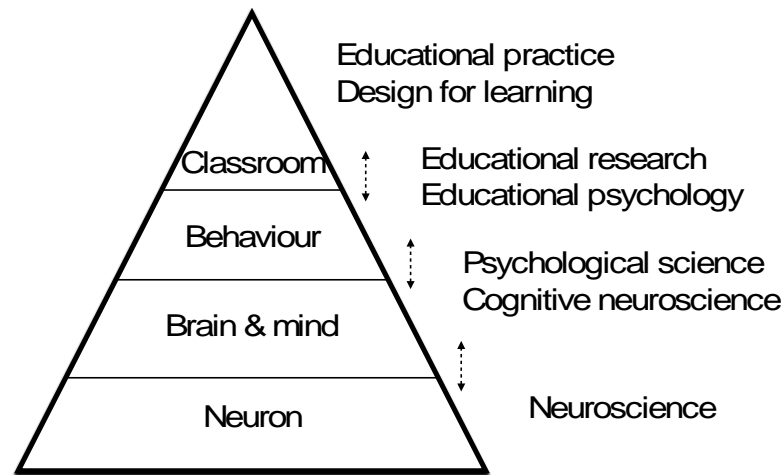 Educational practice
Design for learning
Classroom
Educational research
Educational psychology
Behaviour
Psychological science
Cognitive neuroscience
Brain & mind
Neuron
Neuroscience